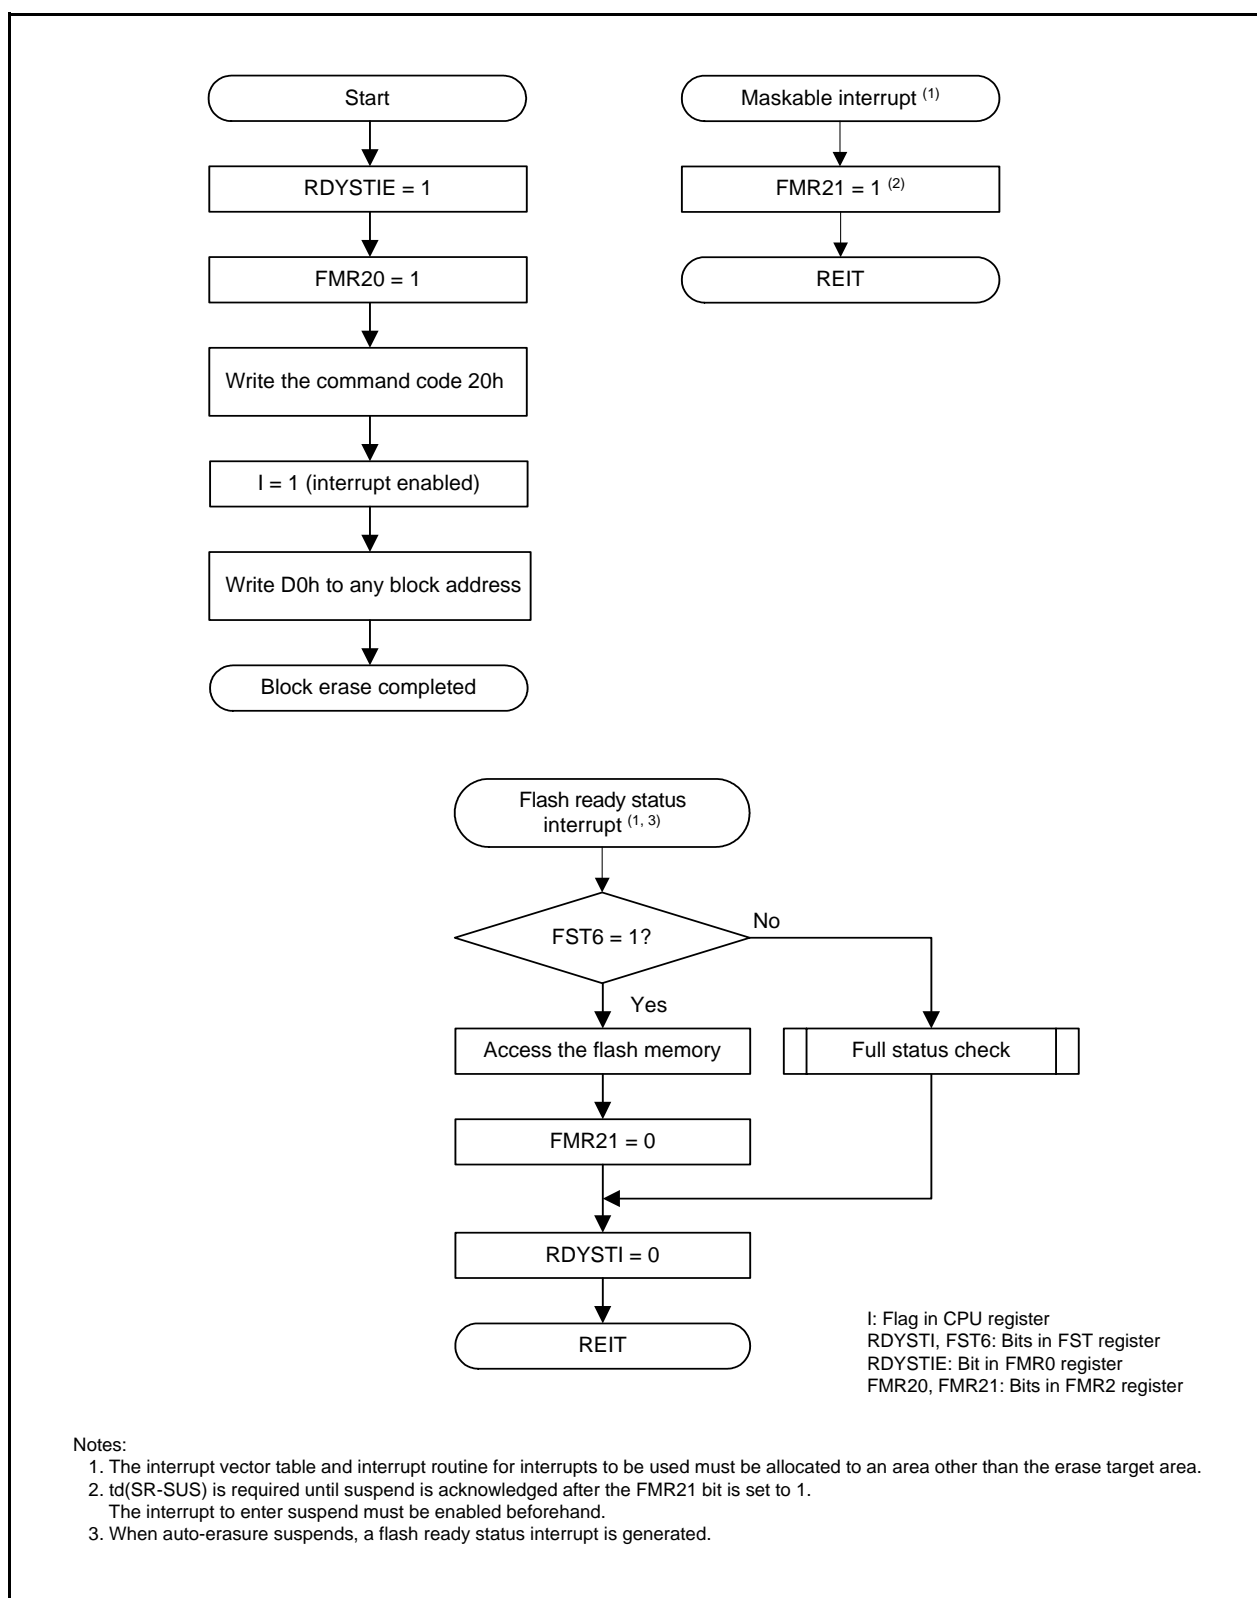 Start
RDYSTIE = 1
FMR20 = 1
Write the command code 20h
I = 1 (interrupt enabled)
Write D0h to any block address
Block erase completed
Maskable interrupt (1)
FMR21 = 1 (2)
REIT
Flash ready status
interrupt (1, 3)
FST6 = 1?
No
Yes
Access the flash memory
Full status check
FMR21 = 0
RDYSTI = 0
REIT
I: Flag in CPU register
RDYSTI, FST6: Bits in FST register
RDYSTIE: Bit in FMR0 register
FMR20, FMR21: Bits in FMR2 register
Notes:
1. The interrupt vector table and interrupt routine for interrupts to be used must be allocated to an area other than the erase target area.
2. td(SR-SUS) is required until suspend is acknowledged after the FMR21 bit is set to 1.
The interrupt to enter suspend must be enabled beforehand.
3. When auto-erasure suspends, a flash ready status interrupt is generated.